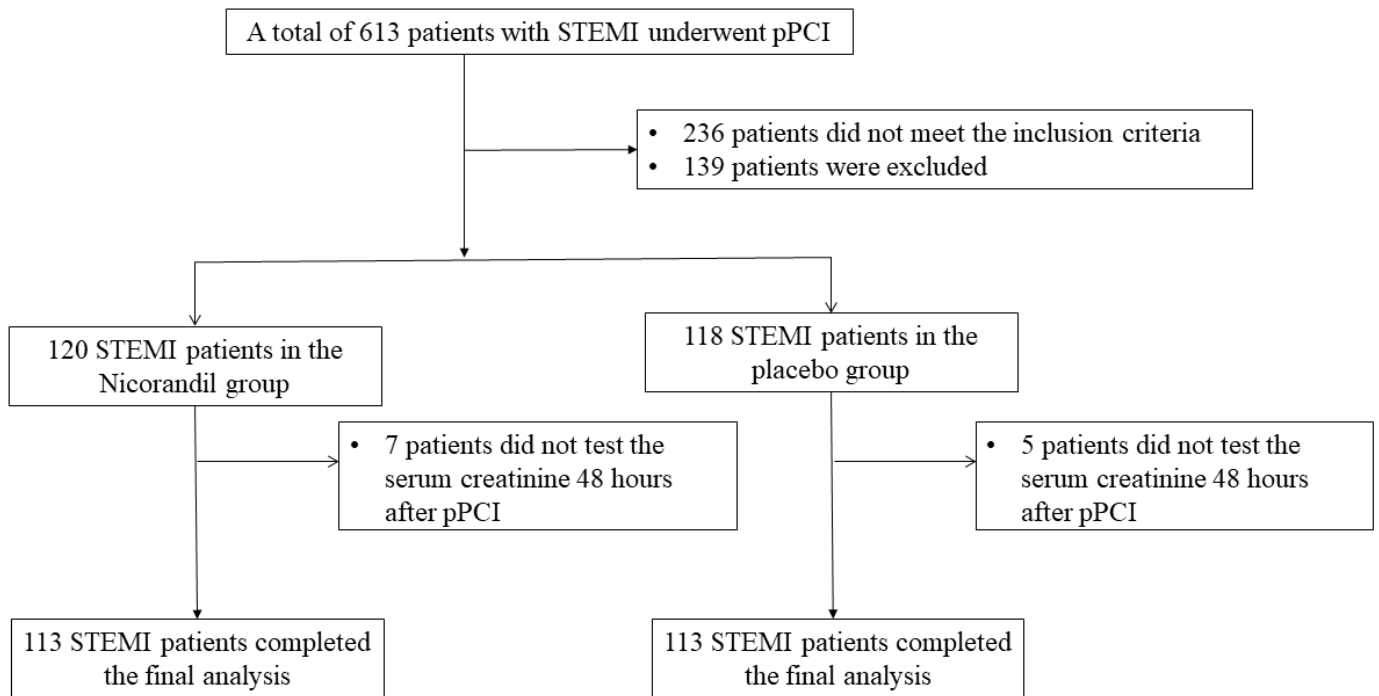 A total of 613 patients with STEMI underwent pPCI
• 236 patients did not meet the inclusion criteria
• 139 patients were excluded
120 STEMI patients in the
Nicorandil group
118 STEMI patients in the
placebo group
• 7 patients did not test the
serum creatinine 48 hours
after pPCI
• 5 patients did not test the
serum creatinine 48 hours
after pPCI
113 STEMI patients completed
the final analysis
113 STEMI patients completed
the final analysis